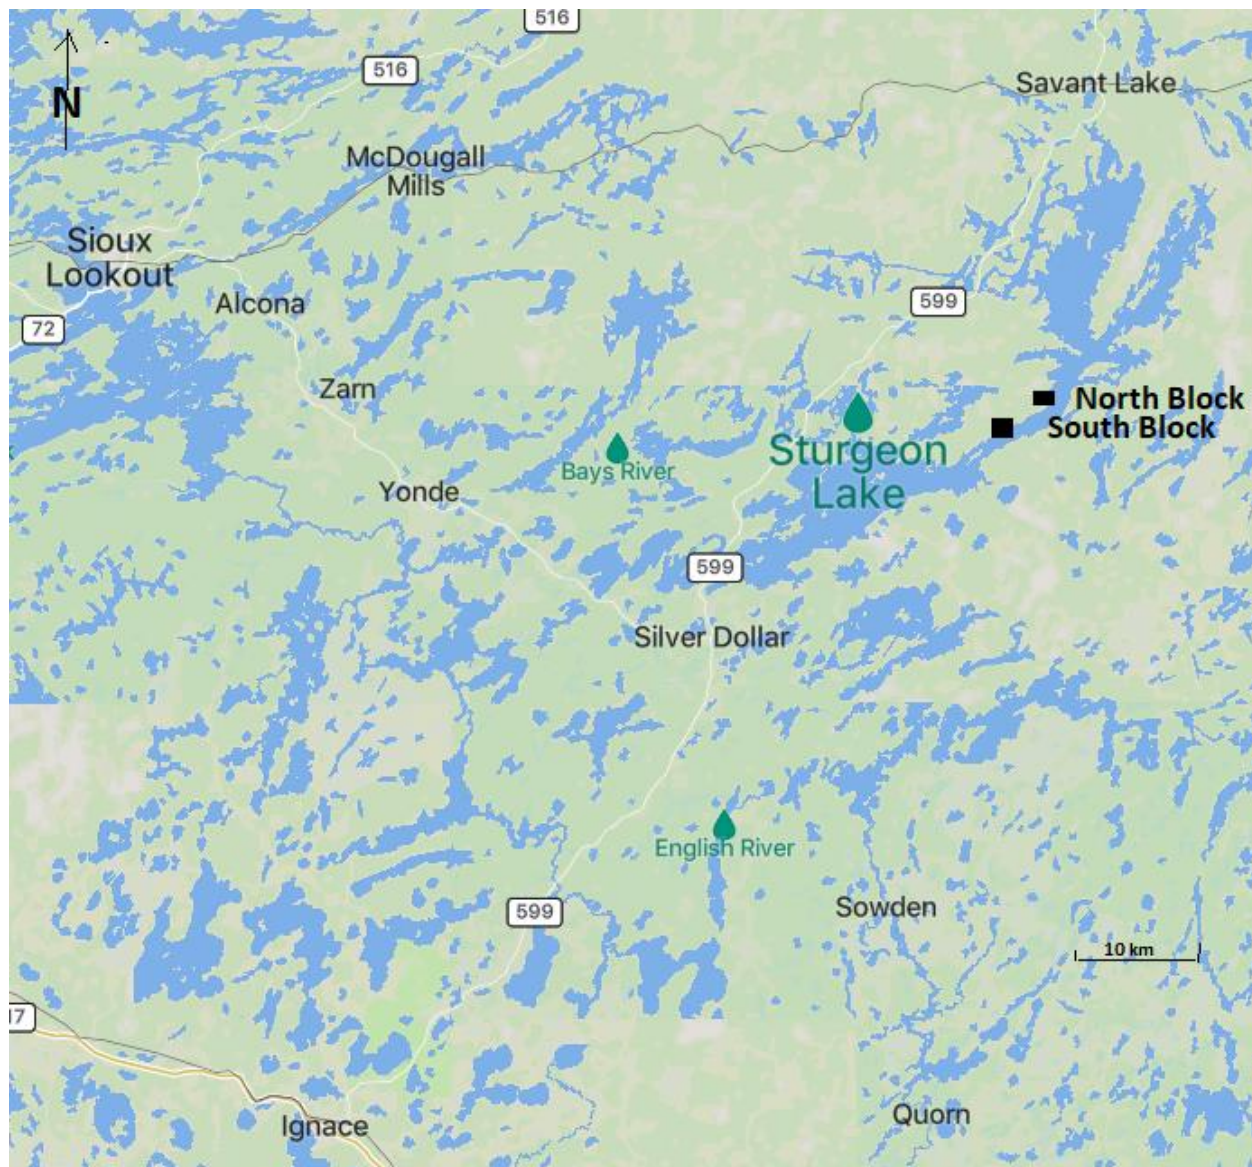 516
516
Savant Lake
N
McDougall
Mills
Sioux
Lookout
Alcona
599
72
Zarn
North Block
South Block
Sturgeon
Lake
Bays River
Yonde
599
Silver Dollar
English River
Sowden
599
10 km
17
Ignace
Quorn